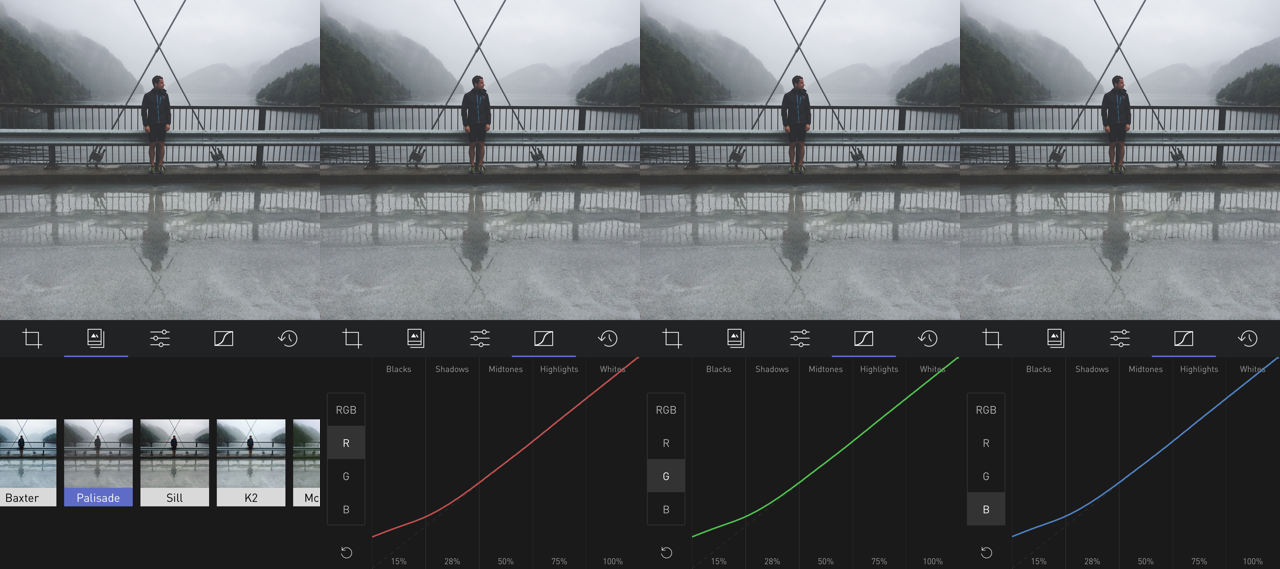 Baxter
Palisade
Sill
K2
Mc
Blacks Shadows Midtones Highlights Whites
RGB
R
G
B
15% 28% 50% 75% 100%
Blacks Shadows Midtones Highlights Whites
RGB
R
G
B
15% 28% 50% 75% 100%
Blacks Shadows Midtones Highlights Whites
RGB
R
G
B
15% 28% 50% 75% 100%